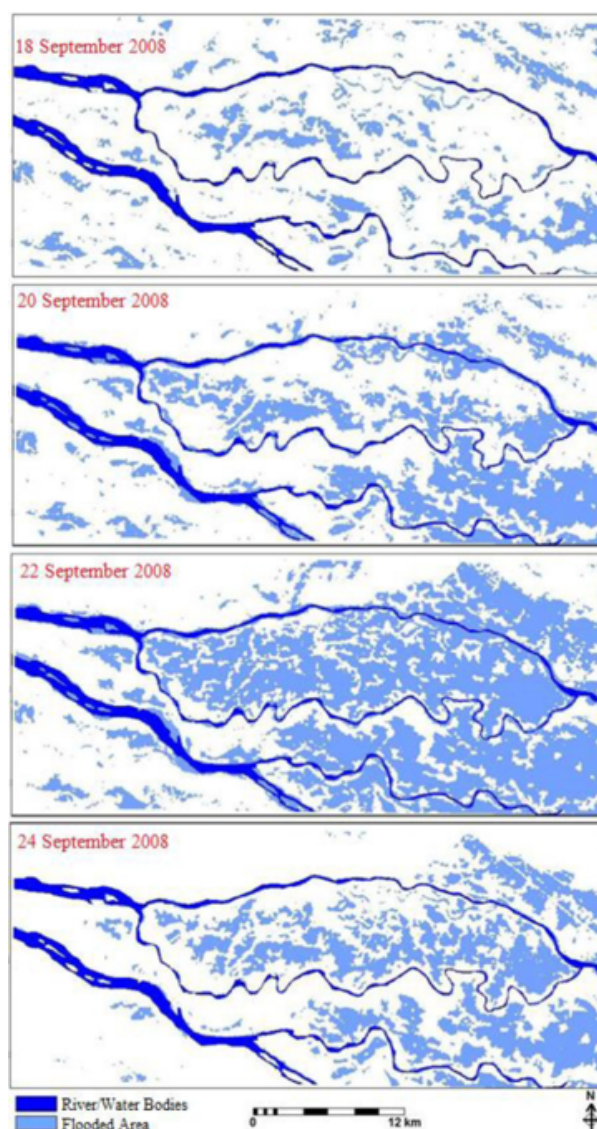 18 September 2008
20 September 2008
22 September 2008
24 September 2008
River/Water Bodies
Flooded Area
12 km
N